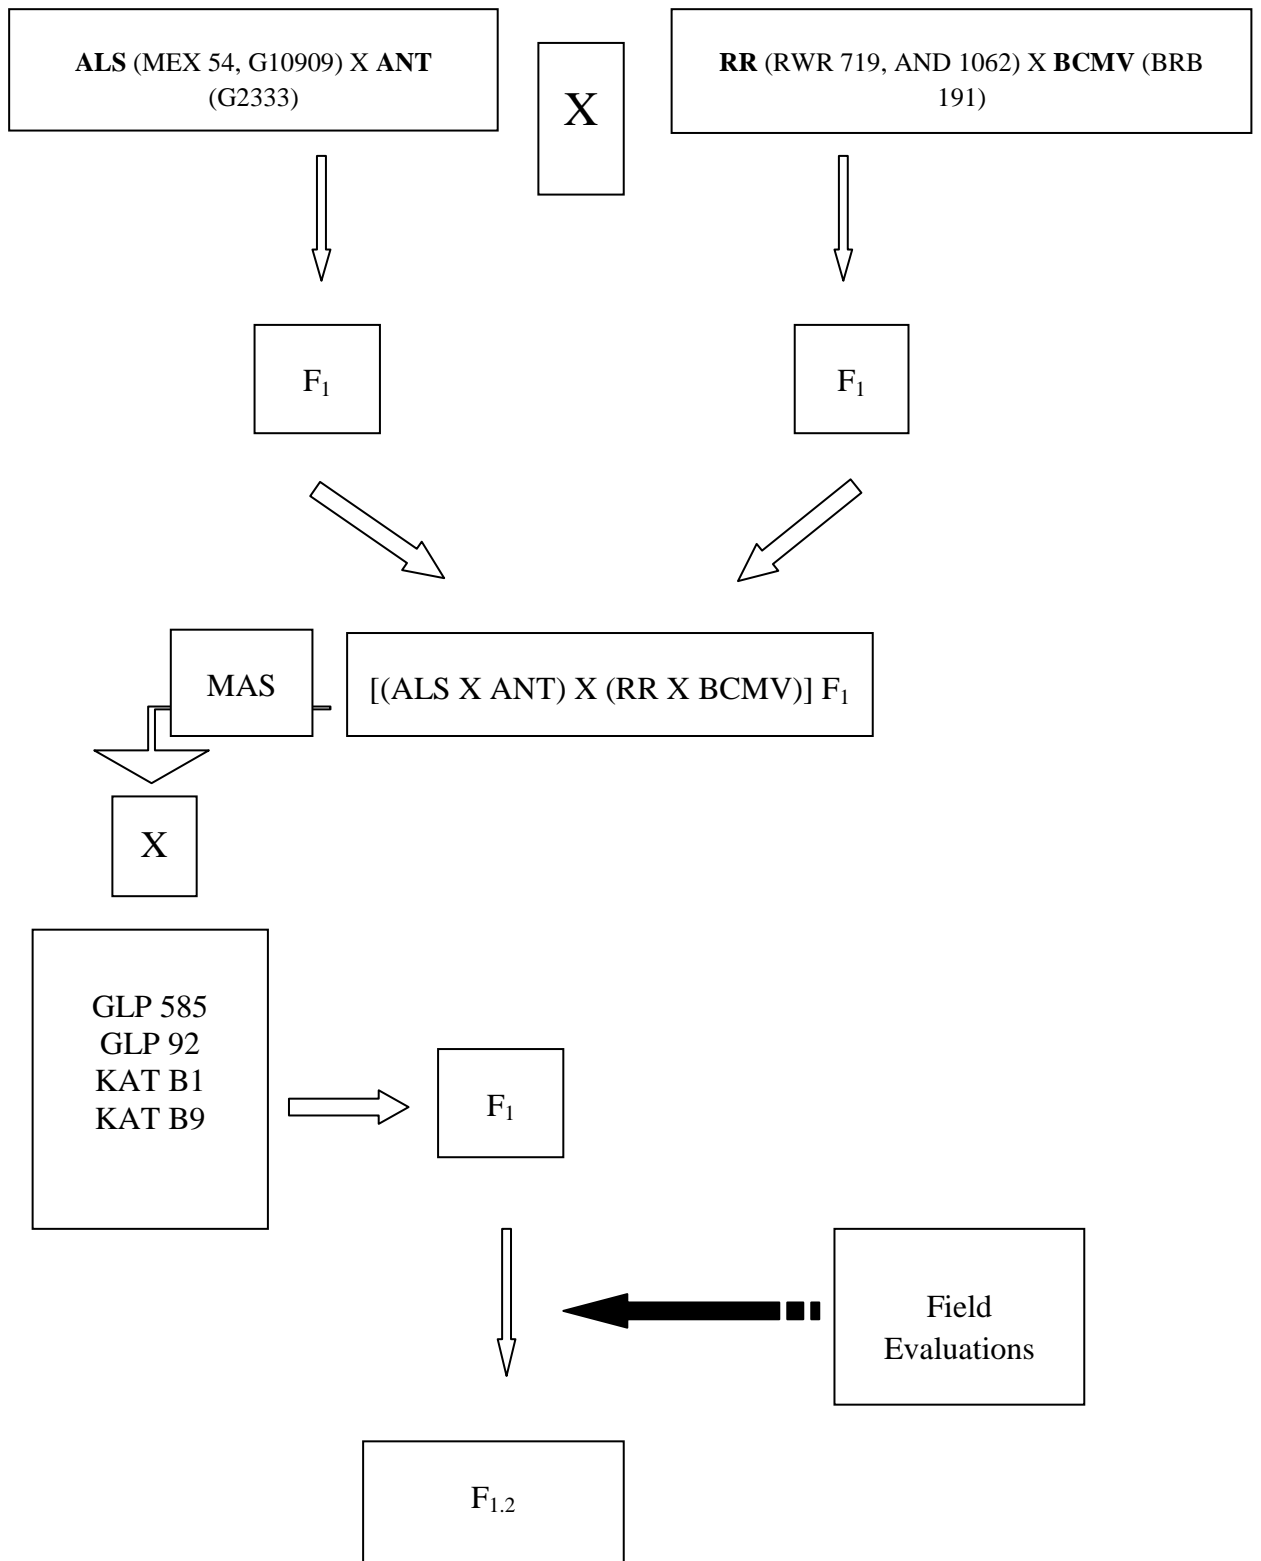 ALS (MEX 54, G10909) X ANT
(G2333)
X
RR (RWR 719, AND 1062) X BCMV (BRB
191)
F₁
F₁
MAS
[(ALS X ANT) X (RR X BCMV)] F₁
X
GLP 585
GLP 92
KAT B1
KAT B9
F₁
Field
Evaluations
F₁.₂